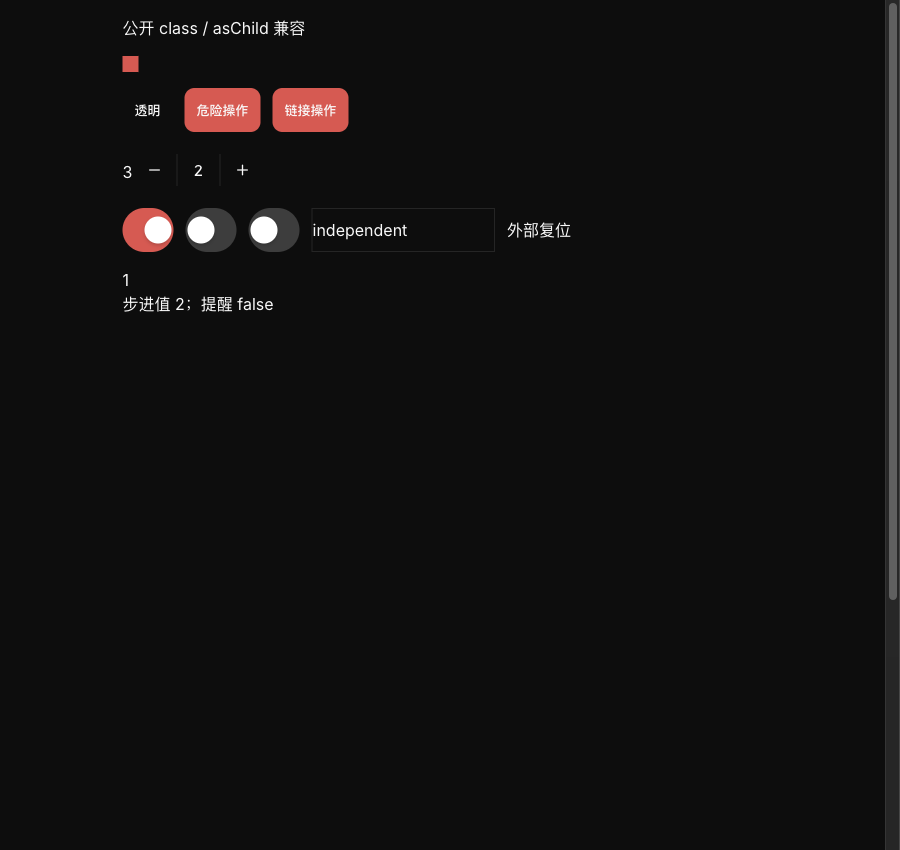 公开 class / asChild 兼容
透明 危险操作 链接操作
3 − 2 +
independent 外部复位
1
步进值 2；提醒 false